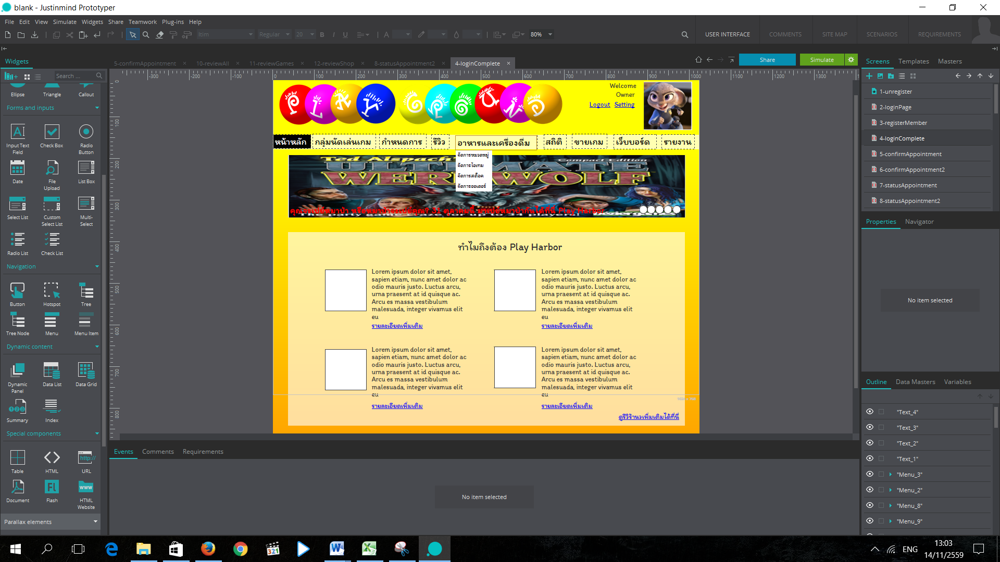 blank - Justinmind Prototyper
File Edit View Simulate Widgets Share Teamwork Plug-ins Help
Itim Regular 20 B I U A 80% USER INTERFACE COMMENTS SITE MAP SCENARIOS REQUIREMENTS
Widgets
Search ...
5-confirmAppointment 10-reviewAll 11-reviewGames 12-reviewShop 8-statusAppointment2 4-loginComplete
Share Simulate
-300 -200 -100 0 100 200 300 400 500 600 700 800 900 1000 1100 1200 1300
0 100 200 300 400 500 600 700 800
Ellipse Triangle Callout
Forms and inputs
Input Text Field Check Box Radio Button
Date File Upload List Box
Select List Custom Select List Multi-Select
Radio List Check List
Navigation
Button Hotspot Tree
Tree Node Menu Menu Item
Dynamic content
Dynamic Panel Data List Data Grid
Summary Index
Special components
Table HTML URL
Document Flash HTML Website
Parallax elements
PLAY GROUND
Welcome
Owner
Logout Setting
หน้าหลัก กลุ่มนัดเล่นเกม กำหนดการ รีวิว อาหารและเครื่องดื่ม สถิติ ขายเกม เว็บบอร์ด รายงาน
จัดการหมวดหมู่
จัดการไอเทม
จัดการสต็อค
จัดการออเดอร์
Ted Alspach Compact Edition
ULTIMATE
WEREWOLF
31 ตุลาคมนี้ มาเป็นหมาป่ากันได้ที่นี่ Play Harbor
ทำไมถึงต้อง Play Harbor
Lorem ipsum dolor sit amet,
sapien etiam, nunc amet dolor ac
odio mauris justo. Luctus arcu,
urna praesent at id quisque ac.
Arcu es massa vestibulum
malesuada, integer vivamus elit
eu
รายละเอียดเพิ่มเติม
Lorem ipsum dolor sit amet,
sapien etiam, nunc amet dolor ac
odio mauris justo. Luctus arcu,
urna praesent at id quisque ac.
Arcu es massa vestibulum
malesuada, integer vivamus elit
eu
รายละเอียดเพิ่มเติม
Lorem ipsum dolor sit amet,
sapien etiam, nunc amet dolor ac
odio mauris justo. Luctus arcu,
urna praesent at id quisque ac.
Arcu es massa vestibulum
malesuada, integer vivamus elit
eu
รายละเอียดเพิ่มเติม
Lorem ipsum dolor sit amet,
sapien etiam, nunc amet dolor ac
odio mauris justo. Luctus arcu,
urna praesent at id quisque ac.
Arcu es massa vestibulum
malesuada, integer vivamus elit
eu
รายละเอียดเพิ่มเติม
1024 x 768
ดูรีวิร้านวเพิ่มเติมได้ที่นี่
Events Comments Requirements
No item selected
Screens Templates Masters
1-unregister
2-loginPage
3-registerMember
4-loginComplete
5-confirmAppointment
6-confirmAppointment2
7-statusAppointment
8-statusAppointment2
Properties Navigator
No item selected
Outline Data Masters Variables
"Text_4"
"Text_3"
"Text_2"
"Text_1"
"Menu_3"
"Menu_2"
"Menu_8"
"Menu_9"
ENG 13:03
14/11/2559